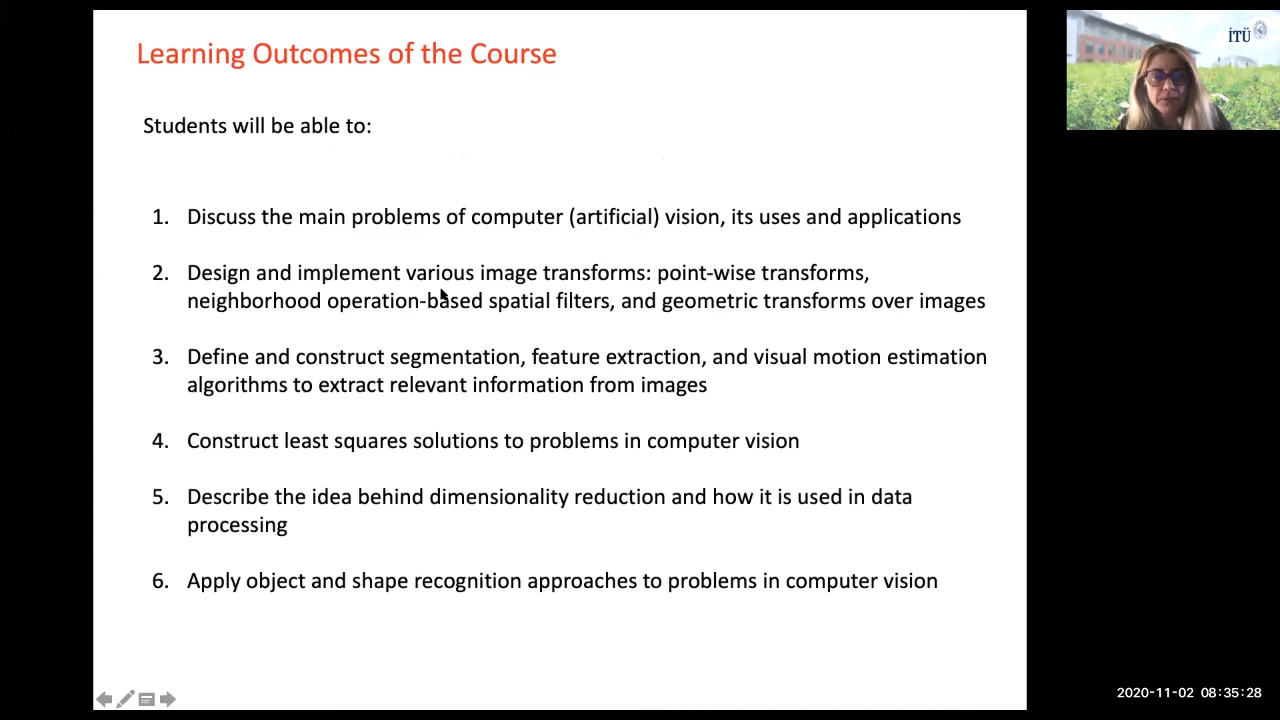 Learning Outcomes of the Course
İTÜ
Students will be able to:
1. Discuss the main problems of computer (artificial) vision, its uses and applications
2. Design and implement various image transforms: point-wise transforms,
neighborhood operation-based spatial filters, and geometric transforms over images
3. Define and construct segmentation, feature extraction, and visual motion estimation
algorithms to extract relevant information from images
4. Construct least squares solutions to problems in computer vision
5. Describe the idea behind dimensionality reduction and how it is used in data
processing
6. Apply object and shape recognition approaches to problems in computer vision
2020-11-02 08:35:28